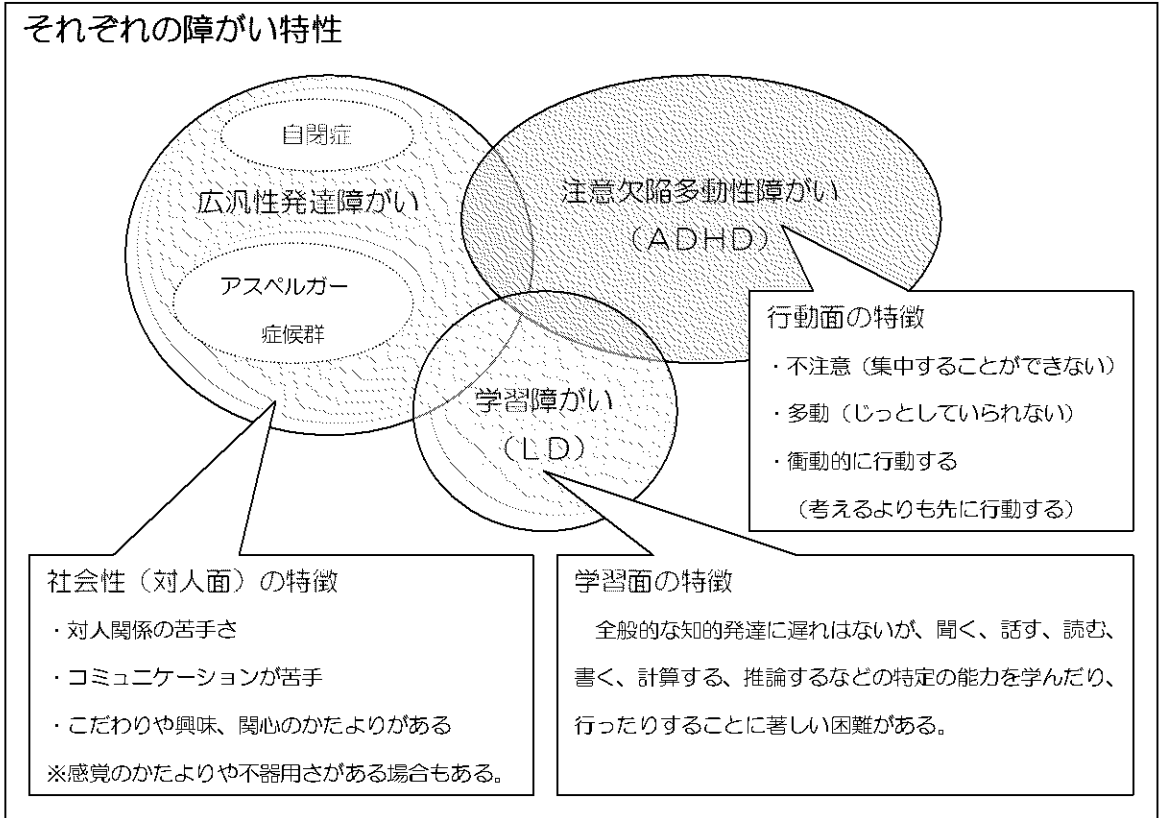 それぞれの障がい特性
自閉症
広汎性発達障がい
アスペルガー
症候群
注意欠陥多動性障がい
（ＡＤＨＤ）
学習障がい
（ＬＤ）
行動面の特徴
・不注意（集中することができない）
・多動（じっとしていられない）
・衝動的に行動する
（考えるよりも先に行動する）
社会性（対人面）の特徴
・対人関係の苦手さ
・コミュニケーションが苦手
・こだわりや興味、関心のかたよりがある
※感覚のかたよりや不器用さがある場合もある。
学習面の特徴
全般的な知的発達に遅れはないが、聞く、話す、読む、
書く、計算する、推論するなどの特定の能力を学んだり、
行ったりすることに著しい困難がある。